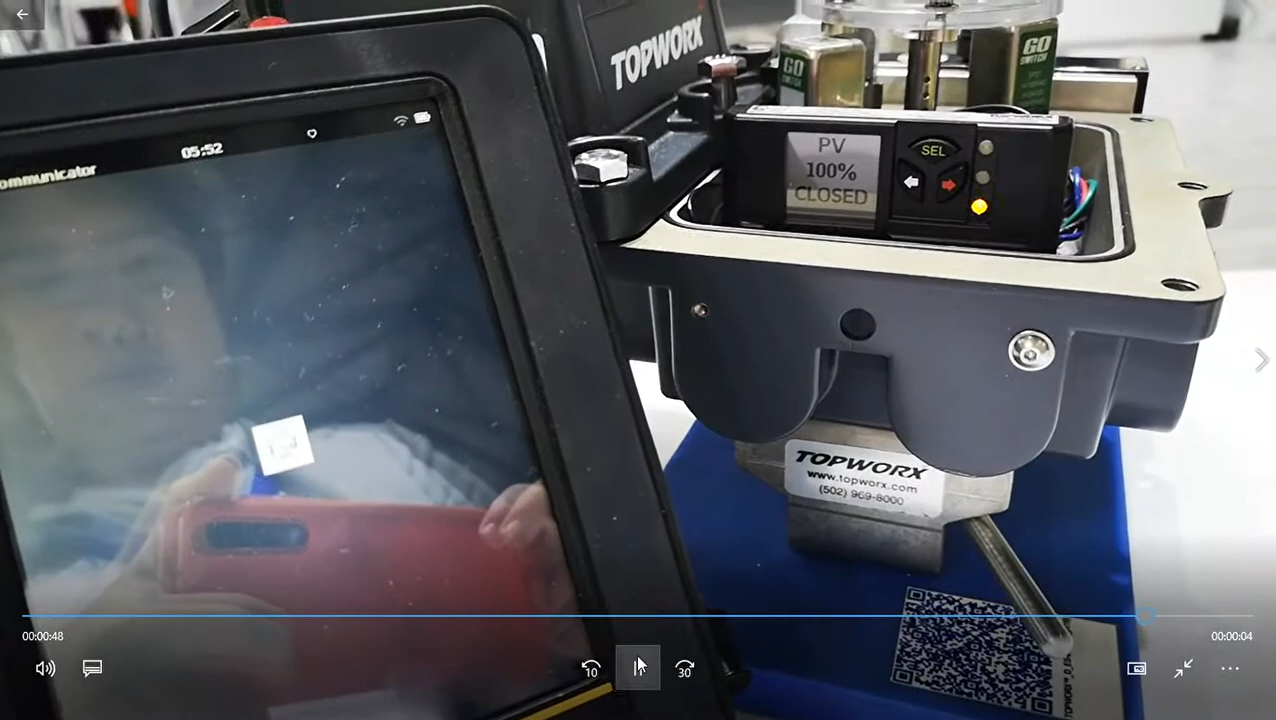 TOPWORX
GO
SWITCH
GO
SWITCH
ommunicator
05:52
PV
100%
CLOSED
SEL
TOPWORX
www.topworx.com
(502) 969-8000
00:00:48
00:00:04
10
30